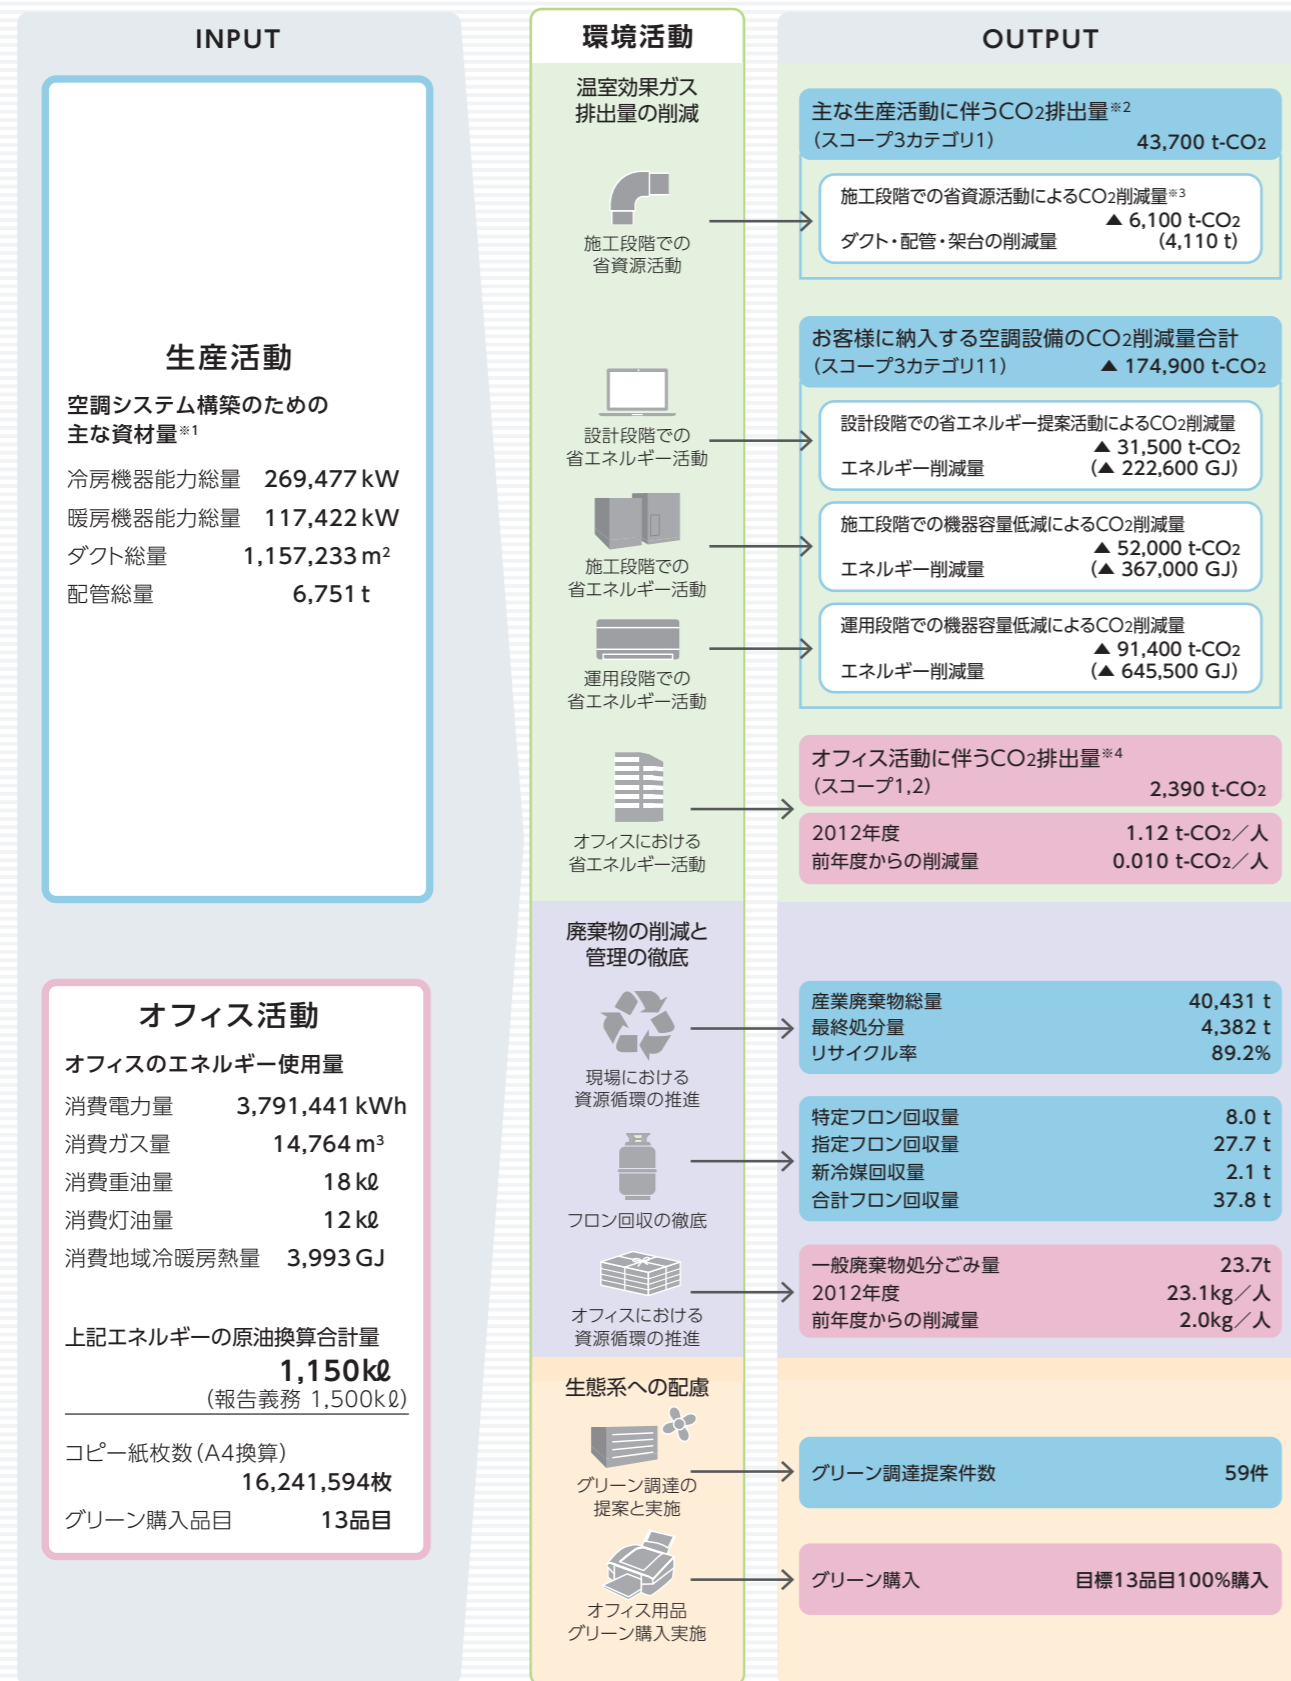 INPUT
生産活動
空調システム構築のための
主な資材量※1
冷房機器能力総量 269,477 kW
暖房機器能力総量 117,422 kW
ダクト総量 1,157,233 m²
配管総量 6,751 t
オフィス活動
オフィスのエネルギー使用量
消費電力量 3,791,441 kWh
消費ガス量 14,764 m³
消費重油量 18 kℓ
消費灯油量 12 kℓ
消費地域冷暖房熱量 3,993 GJ
上記エネルギーの原油換算合計量
1,150kℓ
(報告義務 1,500kℓ)
コピー紙枚数(A4換算)
16,241,594枚
グリーン購入品目 13品目
環境活動
温室効果ガス
排出量の削減
施工段階での
省資源活動
設計段階での
省エネルギー活動
施工段階での
省エネルギー活動
運用段階での
省エネルギー活動
オフィスにおける
省エネルギー活動
廃棄物の削減と
管理の徹底
現場における
資源循環の推進
フロン回収の徹底
オフィスにおける
資源循環の推進
生態系への配慮
グリーン調達の
提案と実施
オフィス用品
グリーン購入実施
OUTPUT
主な生産活動に伴うCO2排出量※2
(スコープ3カテゴリ1) 43,700 t-CO2
施工段階での省資源活動によるCO2削減量※3
▲ 6,100 t-CO2
ダクト・配管・架台の削減量 (4,110 t)
お客様に納入する空調設備のCO2削減量合計
(スコープ3カテゴリ11) ▲ 174,900 t-CO2
設計段階での省エネルギー提案活動によるCO2削減量
▲ 31,500 t-CO2
エネルギー削減量 (▲ 222,600 GJ)
施工段階での機器容量低減によるCO2削減量
▲ 52,000 t-CO2
エネルギー削減量 (▲ 367,000 GJ)
運用段階での機器容量低減によるCO2削減量
▲ 91,400 t-CO2
エネルギー削減量 (▲ 645,500 GJ)
オフィス活動に伴うCO2排出量※4
(スコープ1,2) 2,390 t-CO2
2012年度 1.12 t-CO2／人
前年度からの削減量 0.010 t-CO2／人
産業廃棄物総量 40,431 t
最終処分量 4,382 t
リサイクル率 89.2%
特定フロン回収量 8.0 t
指定フロン回収量 27.7 t
新冷媒回収量 2.1 t
合計フロン回収量 37.8 t
一般廃棄物処分ごみ量 23.7t
2012年度 23.1kg／人
前年度からの削減量 2.0kg／人
グリーン調達提案件数 59件
グリーン購入 目標13品目100%購入